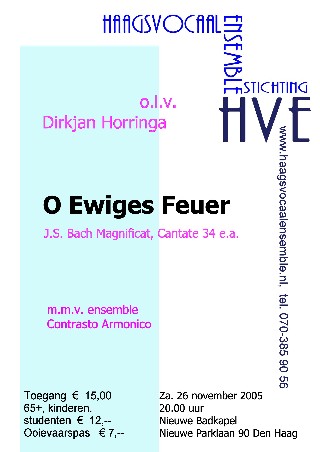 HAAGSVOCAAL
ENSEMBLE
STICHTING
HVE
www.haagsvocaalensemble.nl. tel. 070-385 90 56
o.l.v.
Dirkjan Horringa
O Ewiges Feuer
J.S. Bach Magnificat, Cantate 34 e.a.
m.m.v. ensemble
Contrasto Armonico
Toegang € 15,00
65+, kinderen,
studenten € 12,--
Ooievaarspas € 7,--
Za. 26 november 2005
20.00 uur
Nieuwe Badkapel
Nieuwe Parklaan 90 Den Haag